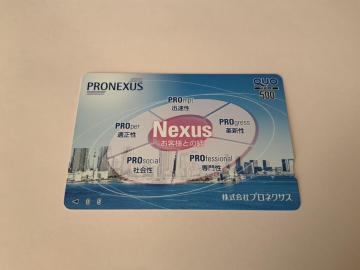 PRONEXUS
QUO
500
PROmpt
迅速性
PROper
適正性
PROgress
革新性
Nexus
お客様との絆
PROsocial
社会性
PROfessional
専門性
株式会社プロネクサス